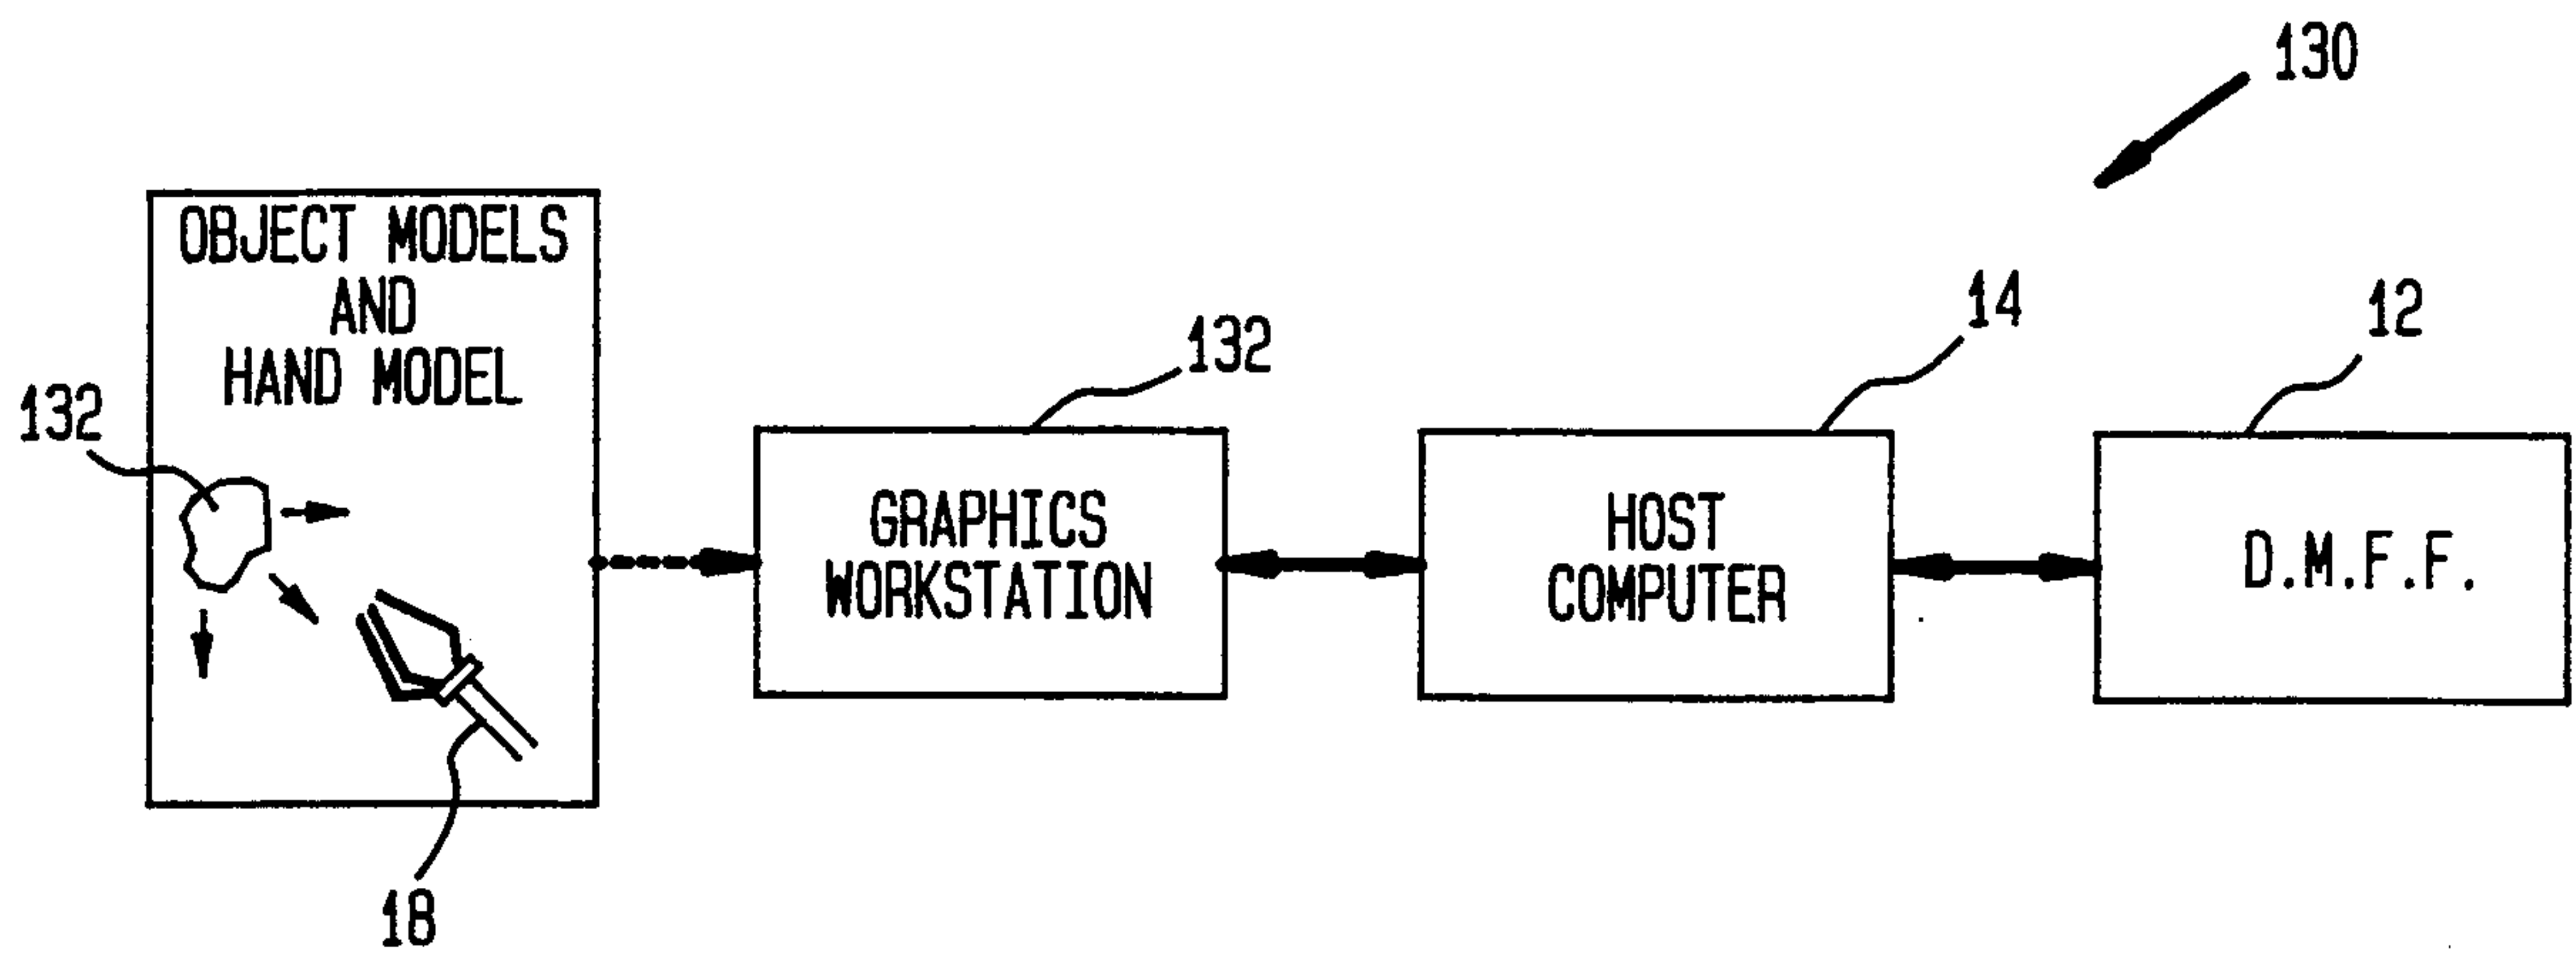 130
OBJECT MODELS
AND
HAND MODEL
132
18
132
GRAPHICS
WORKSTATION
14
HOST
COMPUTER
12
D.M.F.F.